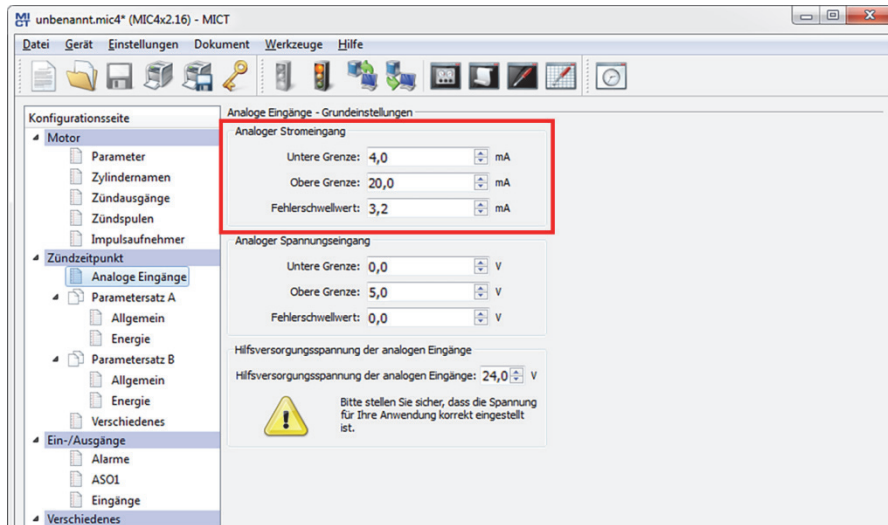 MICT unbenannt.mic4* (MIC4x2.16) - MICT
Datei Gerät Einstellungen Dokument Werkzeuge Hilfe
Konfigurationsseite
Motor
Parameter
Zylindernamen
Zündausgänge
Zündspulen
Impulsaufnehmer
Zündzeitpunkt
Analoge Eingänge
Parametersatz A
Allgemein
Energie
Parametersatz B
Allgemein
Energie
Verschiedenes
Ein-/Ausgänge
Alarme
ASO1
Eingänge
Verschiedenes
Analoge Eingänge - Grundeinstellungen
Analoger Stromeingang
Untere Grenze: 4,0 mA
Obere Grenze: 20,0 mA
Fehlerschwellwert: 3,2 mA
Analoger Spannungseingang
Untere Grenze: 0,0 V
Obere Grenze: 5,0 V
Fehlerschwellwert: 0,0 V
Hilfsversorgungsspannung der analogen Eingänge
Hilfsversorgungsspannung der analogen Eingänge: 24,0 V
Bitte stellen Sie sicher, dass die Spannung
für Ihre Anwendung korrekt eingestellt
ist.